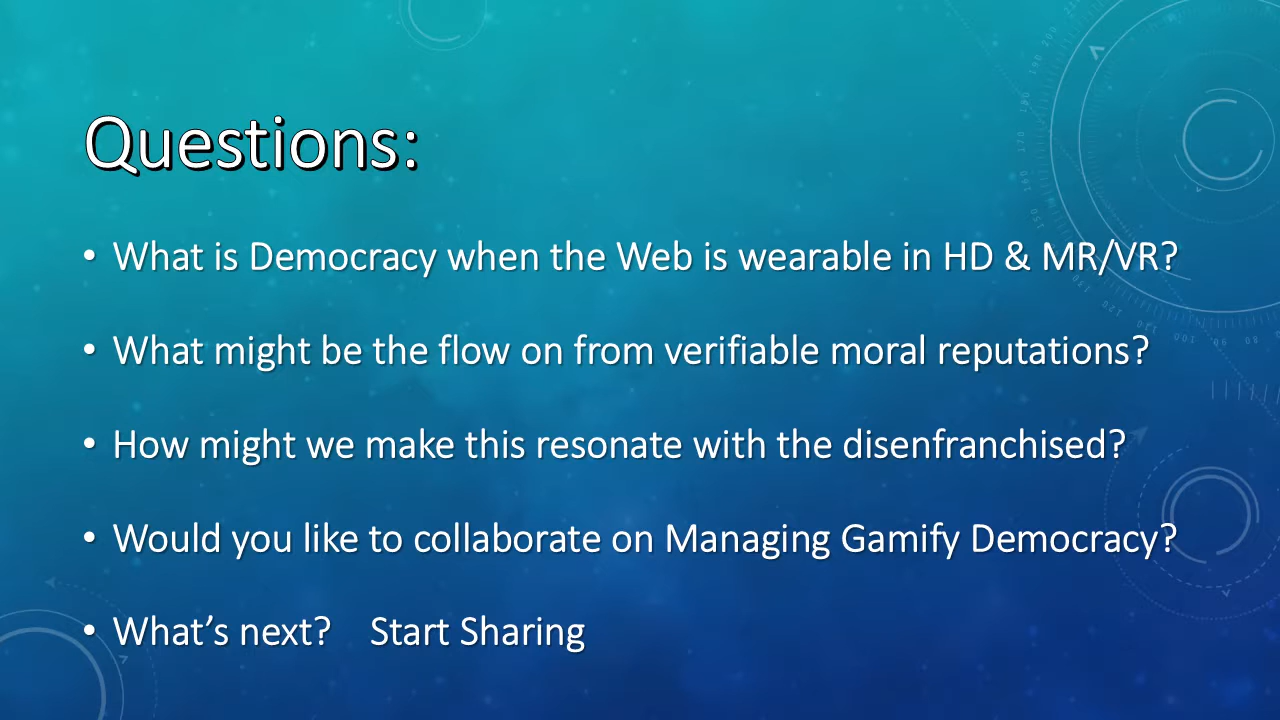 Questions:
• What is Democracy when the Web is wearable in HD & MR/VR?
• What might be the flow on from verifiable moral reputations?
• How might we make this resonate with the disenfranchised?
• Would you like to collaborate on Managing Gamify Democracy?
• What's next? Start Sharing